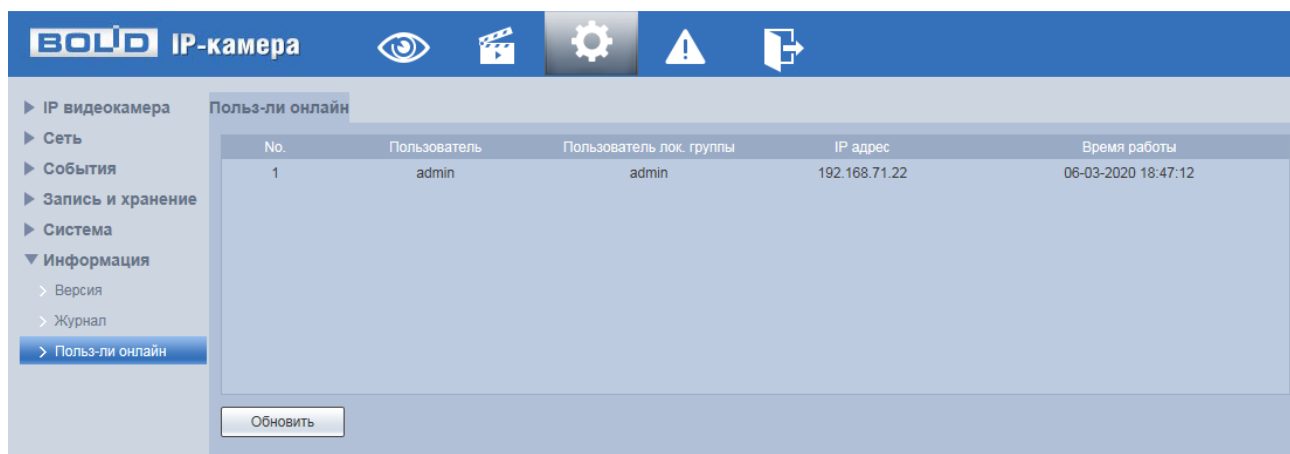 BOLID IP-камера
IP видеокамера
Сеть
События
Запись и хранение
Система
Информация
Версия
Журнал
Польз-ли онлайн
Польз-ли онлайн
No. Пользователь Пользователь лок. группы IP адрес Время работы
1 admin admin 192.168.71.22 06-03-2020 18:47:12
Обновить